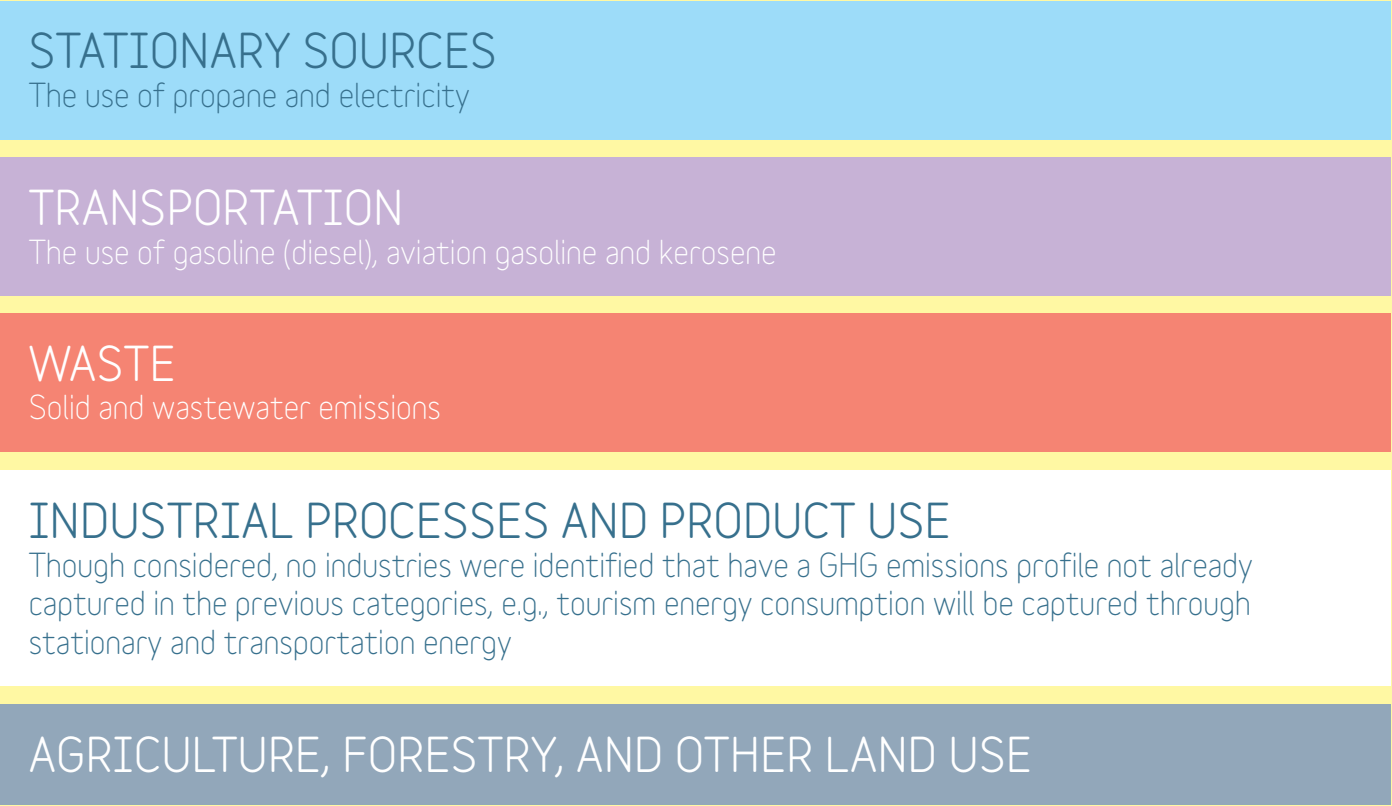 STATIONARY SOURCES
The use of propane and electricity
TRANSPORTATION
The use of gasoline (diesel), aviation gasoline and kerosene
WASTE
Solid and wastewater emissions
INDUSTRIAL PROCESSES AND PRODUCT USE
Though considered, no industries were identified that have a GHG emissions profile not already
captured in the previous categories, e.g., tourism energy consumption will be captured through
stationary and transportation energy
AGRICULTURE, FORESTRY, AND OTHER LAND USE